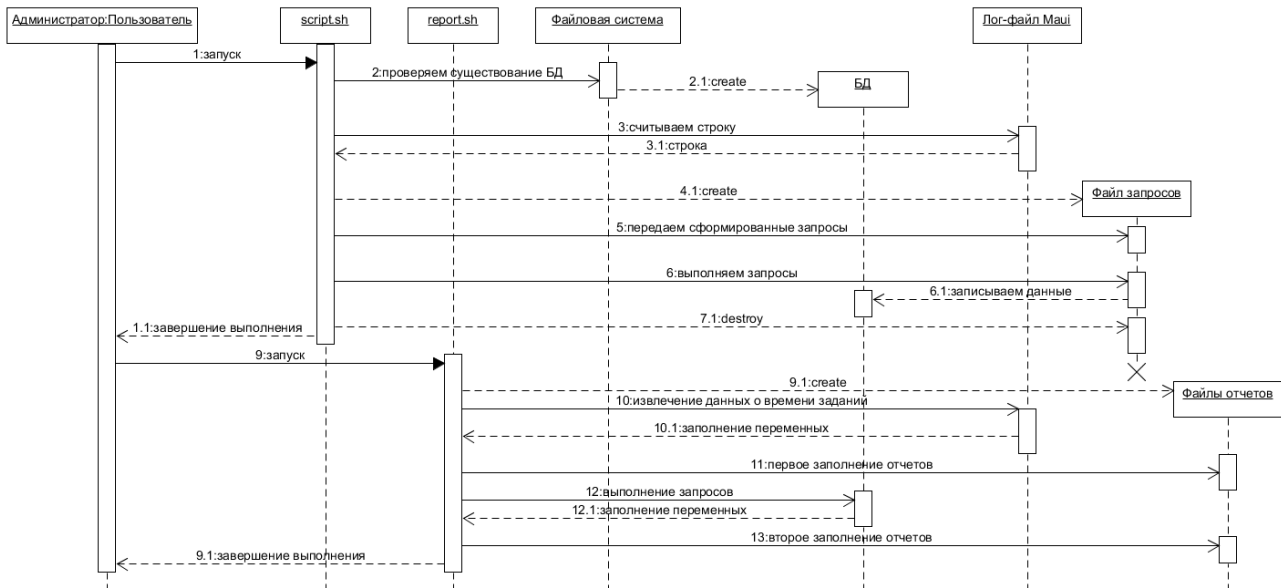 Администратор:Пользователь
script.sh
report.sh
Файловая система
Лог-файл Maui
1:запуск
2:проверяем существование БД
2.1:create
БД
3:считываем строку
3.1:строка
4.1:create
Файл запросов
5:передаем сформированные запросы
6:выполняем запросы
6.1:записываем данные
7.1:destroy
1.1:завершение выполнения
9:запуск
9.1:create
Файлы отчетов
10:извлечение данных о времени заданий
10.1:заполнение переменных
11:первое заполнение отчетов
12:выполнение запросов
12.1:заполнение переменных
13:второе заполнение отчетов
9.1:завершение выполнения